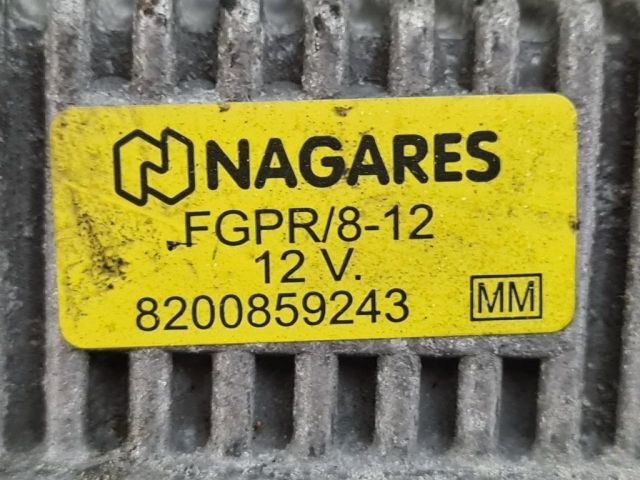 NAGARES
FGPR/8-12
12 V.
8200859243
MM